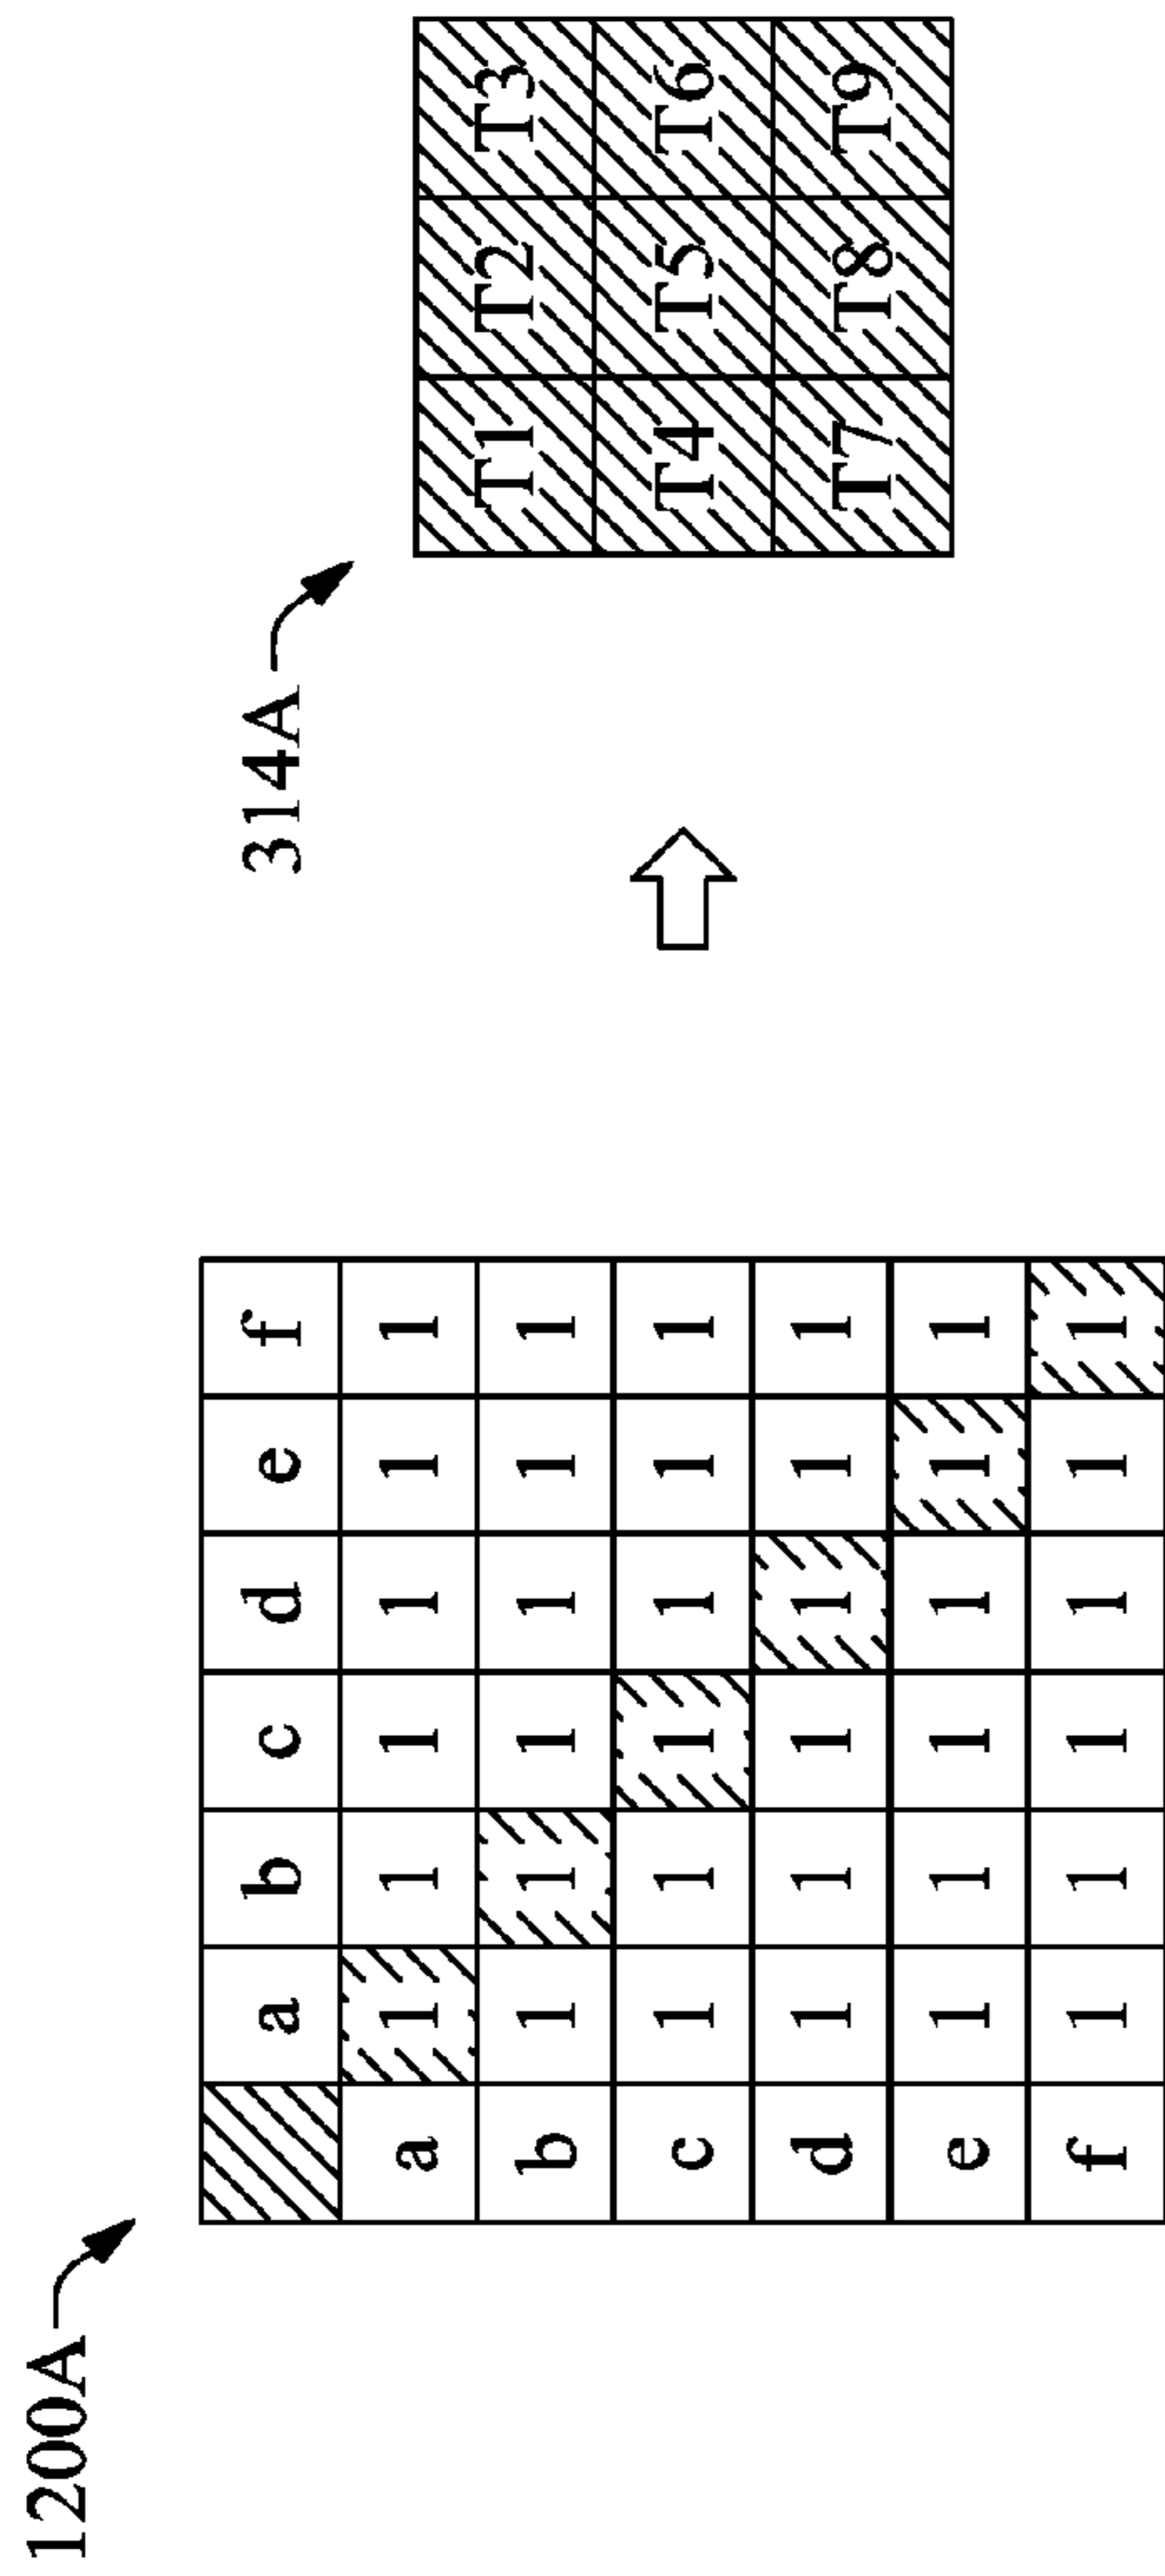 1200A
a b c d e f
a 1 1 1 1 1 1
b 1 1 1 1 1 1
c 1 1 1 1 1 1
d 1 1 1 1 1 1
e 1 1 1 1 1 1
f 1 1 1 1 1 1
314A
T1 T2 T3
T4 T5 T6
T7 T8 T9